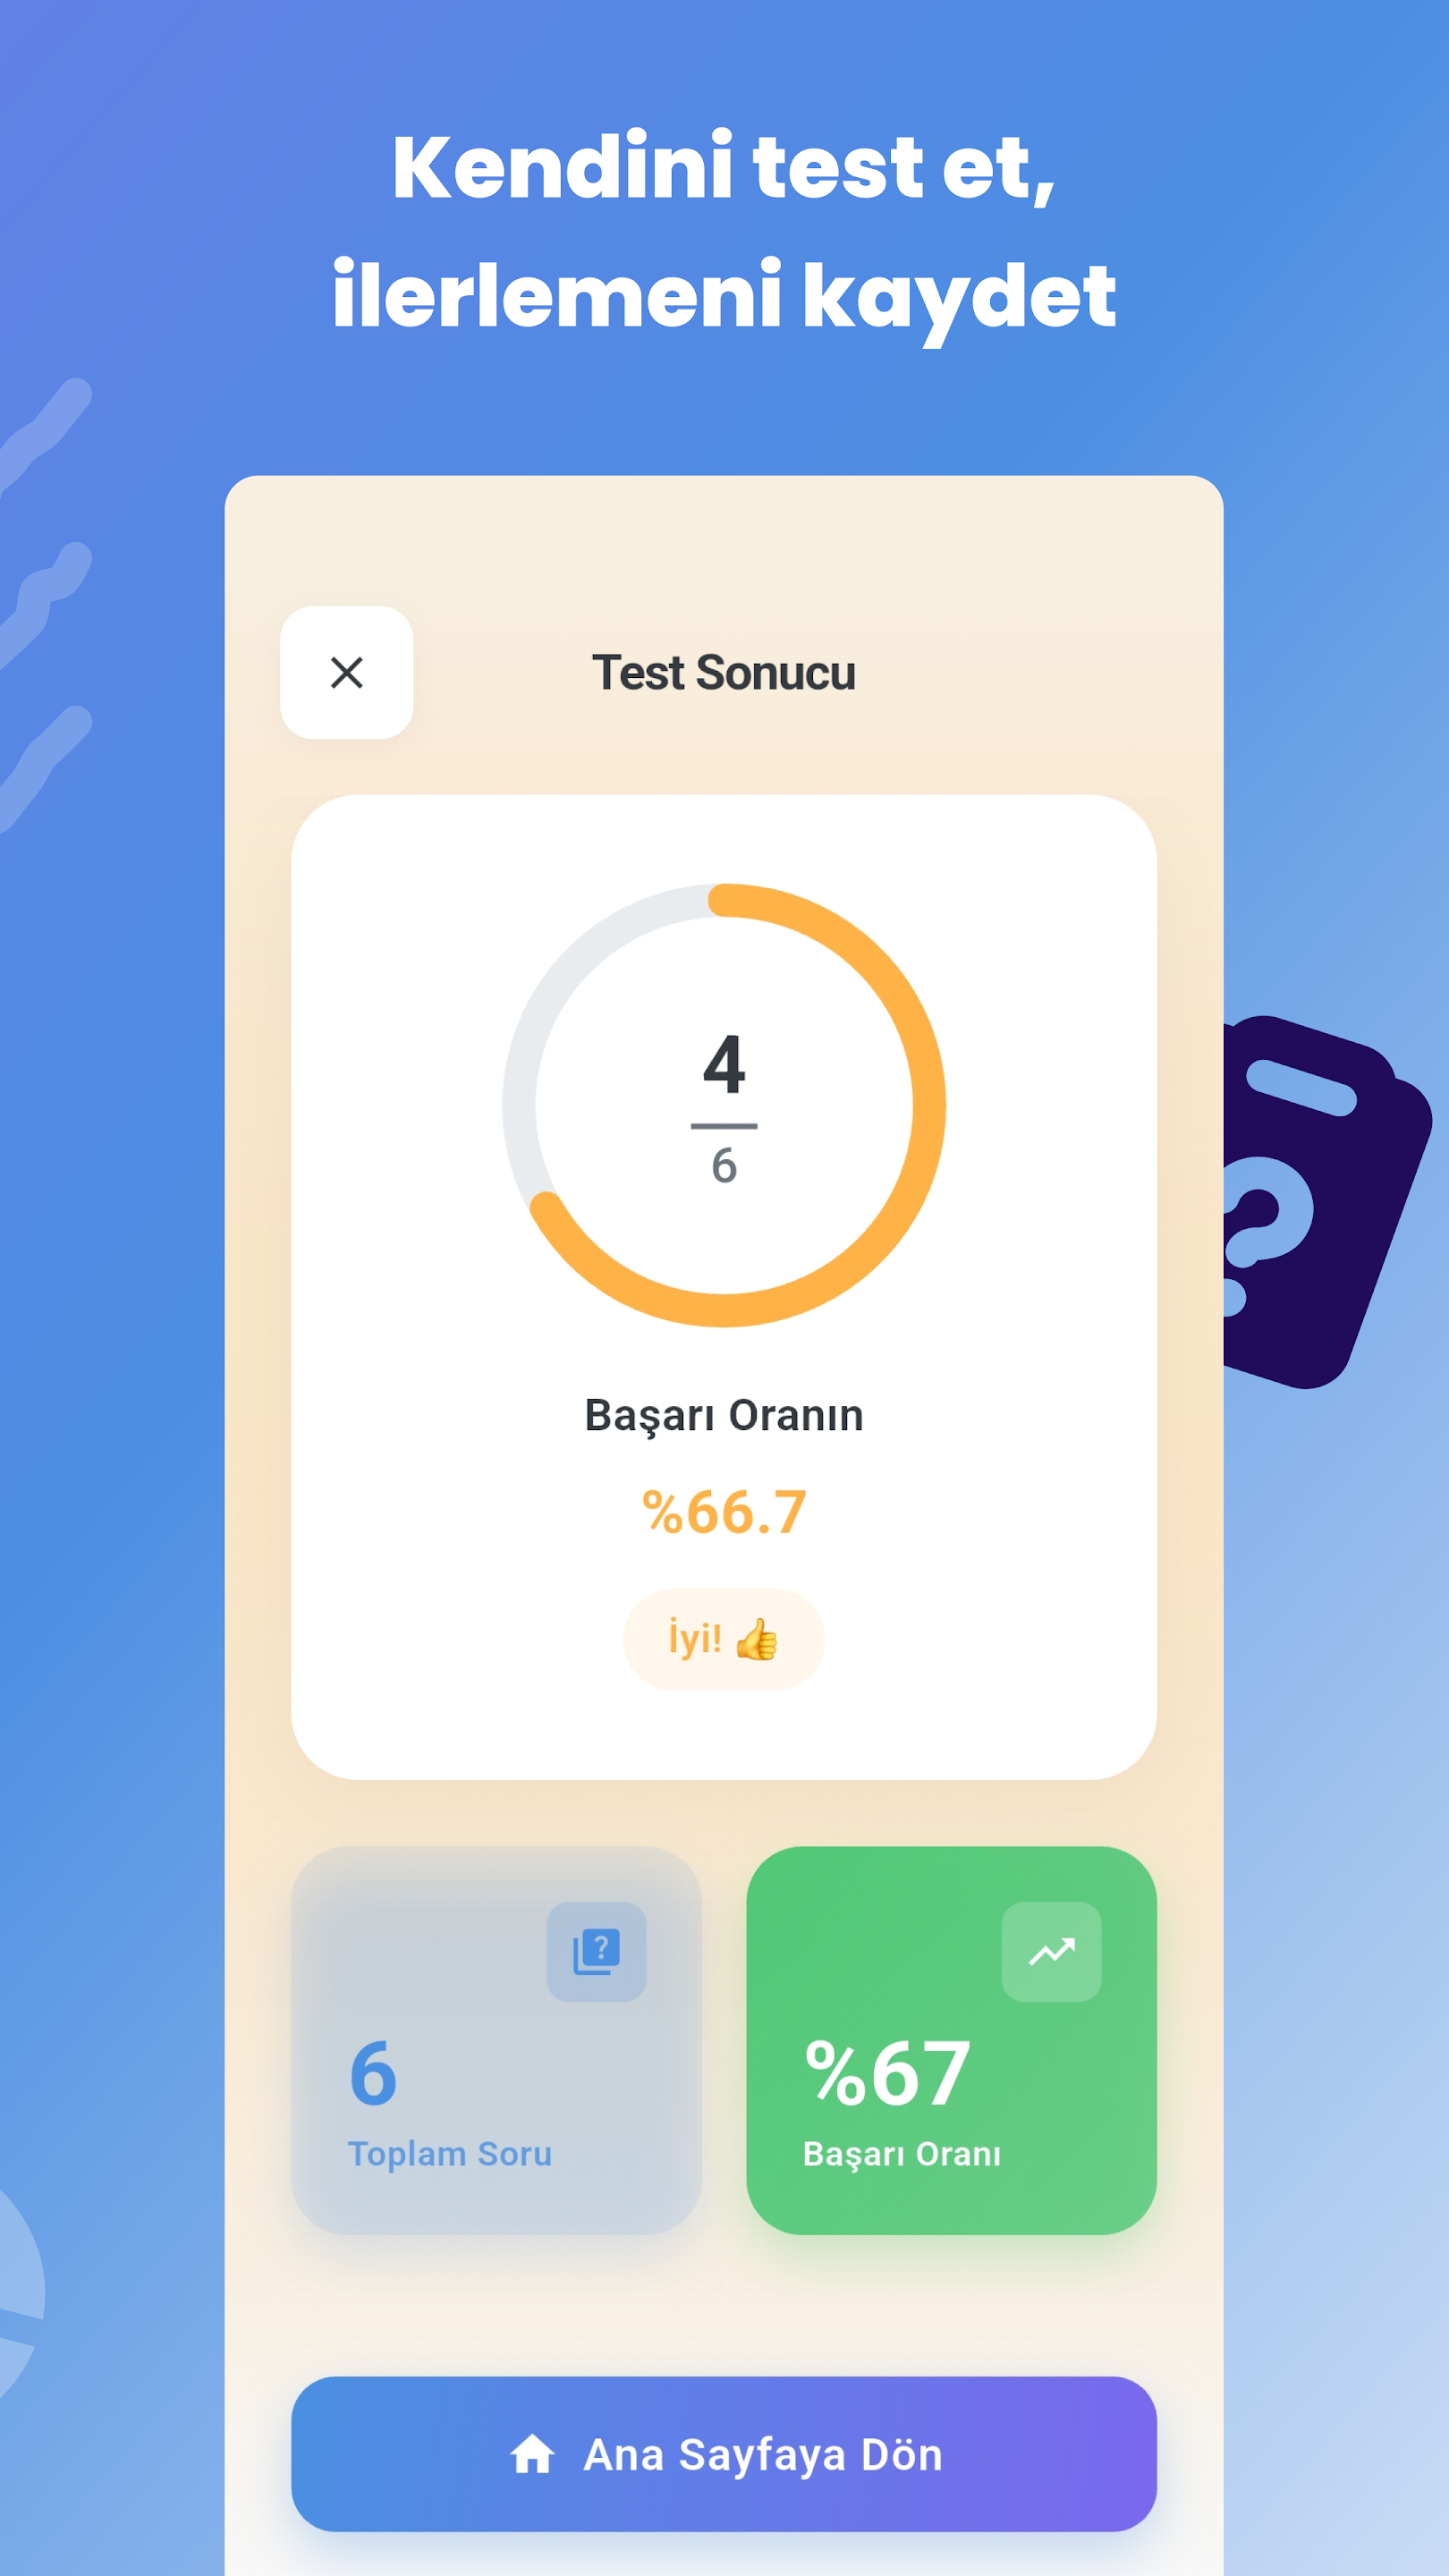 Kendini test et,
ilerlemeni kaydet
Test Sonucu
4
6
Başarı Oranın
%66.7
İyi! 👍
?
?
6
Toplam Soru
%67
Başarı Oranı
Ana Sayfaya Dön